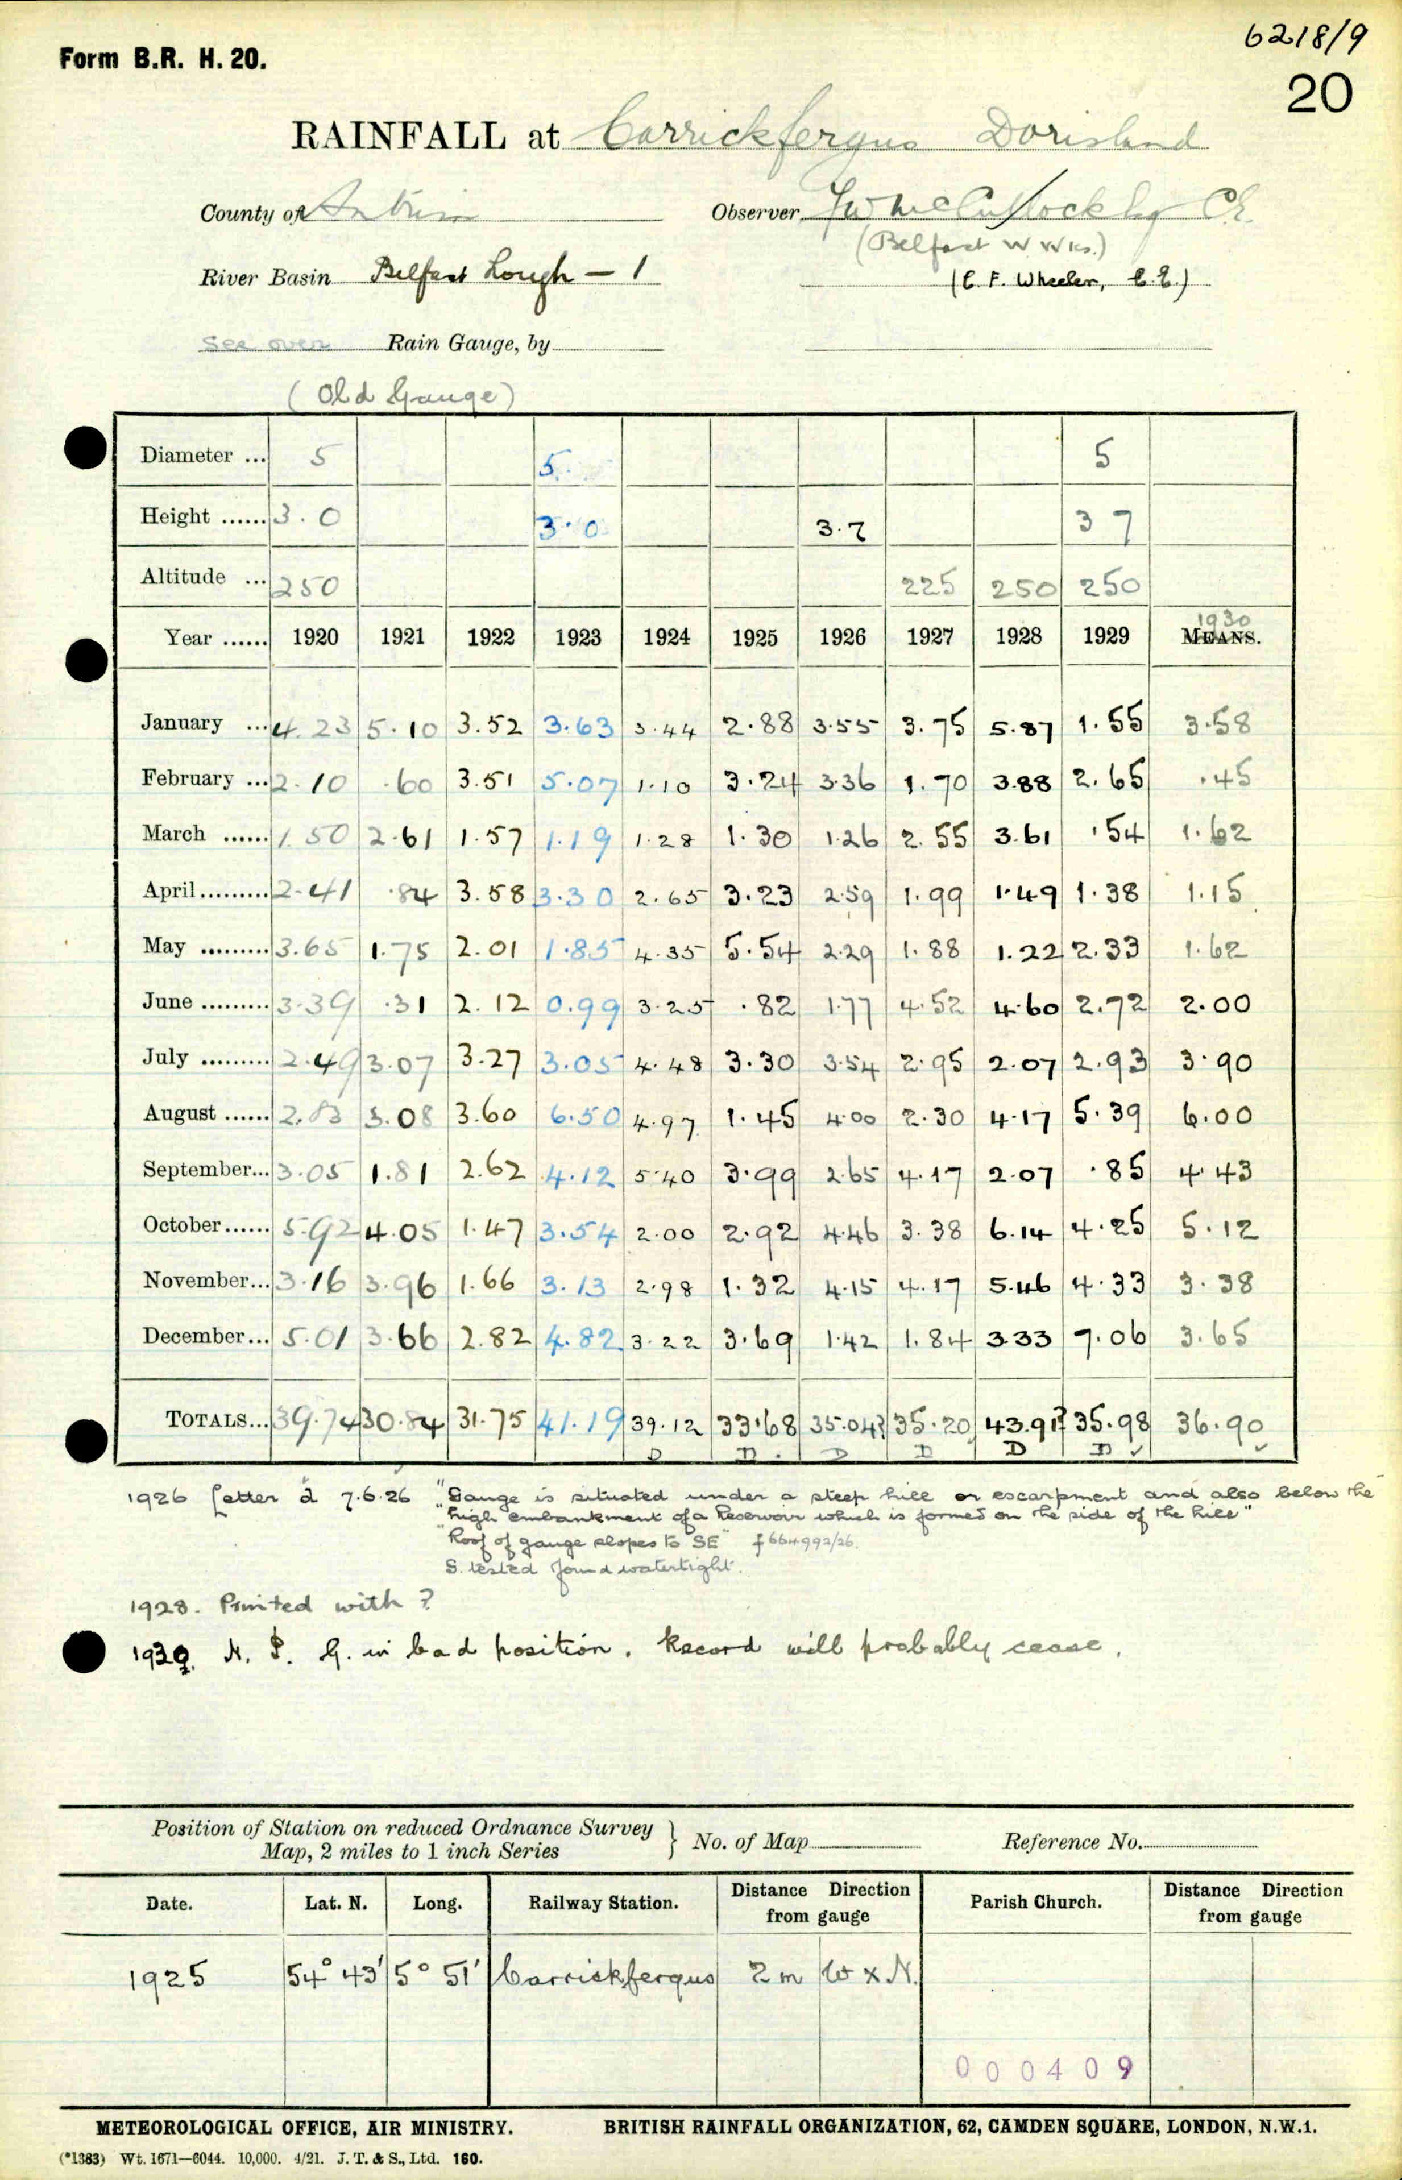 6218/9
Form B.R. H. 20.
20
RAINFALL at Carrickfergus Dorisland
County of Antrim Observer J W McCullock Esq CE
(Belfast W Wks.)
River Basin Belfast Lough — 1 (C. F. Wheeler, C.E.)
See over Rain Gauge, by
(Old Gauge)
Diameter ... 5 5. 5
Height ...... 3.0 3.0 3.7 3 7
Altitude ... 250 225 250 250
1930
Year ...... 1920 1921 1922 1923 1924 1925 1926 1927 1928 1929 MEANS.
January ... 4.23 5.10 3.52 3.63 3.44 2.88 3.55 3.75 5.87 1.55 3.58
February ... 2.10 .60 3.51 5.07 1.10 3.24 3.36 1.70 3.88 2.65 .45
March ...... 1.50 2.61 1.57 1.19 1.28 1.30 1.26 2.55 3.61 .54 1.62
April ......... 2.41 .84 3.58 3.30 2.65 3.23 2.59 1.99 1.49 1.38 1.15
May ......... 3.65 1.75 2.01 1.85 4.35 5.54 2.29 1.88 1.22 2.33 1.62
June ......... 3.39 .31 2.12 0.99 3.25 .82 1.77 4.52 4.60 2.72 2.00
July ......... 2.49 3.07 3.27 3.05 4.48 3.30 3.54 2.95 2.07 2.93 3.90
August ...... 2.83 3.08 3.60 6.50 4.97 1.45 4.00 2.30 4.17 5.39 6.00
September... 3.05 1.81 2.62 4.12 5.40 3.99 2.65 4.17 2.07 .85 4.43
October...... 5.92 4.05 1.47 3.54 2.00 2.92 4.46 3.38 6.14 4.25 5.12
November... 3.16 3.96 1.66 3.13 2.98 1.32 4.15 4.17 5.46 4.33 3.38
December... 5.01 3.66 2.82 4.82 3.22 3.69 1.42 1.84 3.33 7.06 3.65
TOTALS... 39.74 30.84 31.75 41.19 39.12 33.68 35.04? 35.20 43.91? 35.98 36.90
D D. D D D D ✓ ✓
1926 Letter d 7.6.26 "Gauge is situated under a steep hill or escarpment and also below the
"high embankment of a Reservoir which is formed on the side of the hill"
"Roof of gauge slopes to SE" f 664992/26.
S. tested found watertight.
1928. Printed with ?
1930. N. P. G. in bad position. Record will probably cease.
Position of Station on reduced Ordnance Survey
Map, 2 miles to 1 inch Series } No. of Map Reference No.
Date. Lat. N. Long. Railway Station. Distance Direction from gauge Parish Church. Distance Direction from gauge
1925 54° 43' 5° 51' Carrickfergus 2 m W x N.
000409
METEOROLOGICAL OFFICE, AIR MINISTRY. BRITISH RAINFALL ORGANIZATION, 62, CAMDEN SQUARE, LONDON, N.W.1.
(*1383) Wt. 1671—6044. 10,000. 4/21. J. T. & S., Ltd. 160.